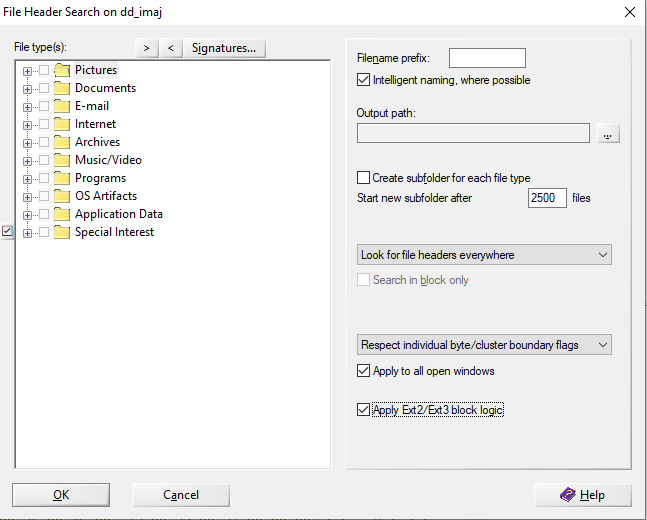 File Header Search on dd_imaj
File type(s):
>
<
Signatures...
Pictures
Documents
E-mail
Internet
Archives
Music/Video
Programs
OS Artifacts
Application Data
Special Interest
Filename prefix:
Intelligent naming, where possible
Output path:
...
Create subfolder for each file type
Start new subfolder after 2500 files
Look for file headers everywhere
Search in block only
Respect individual byte/cluster boundary flags
Apply to all open windows
Apply Ext2/Ext3 block logic
OK
Cancel
Help